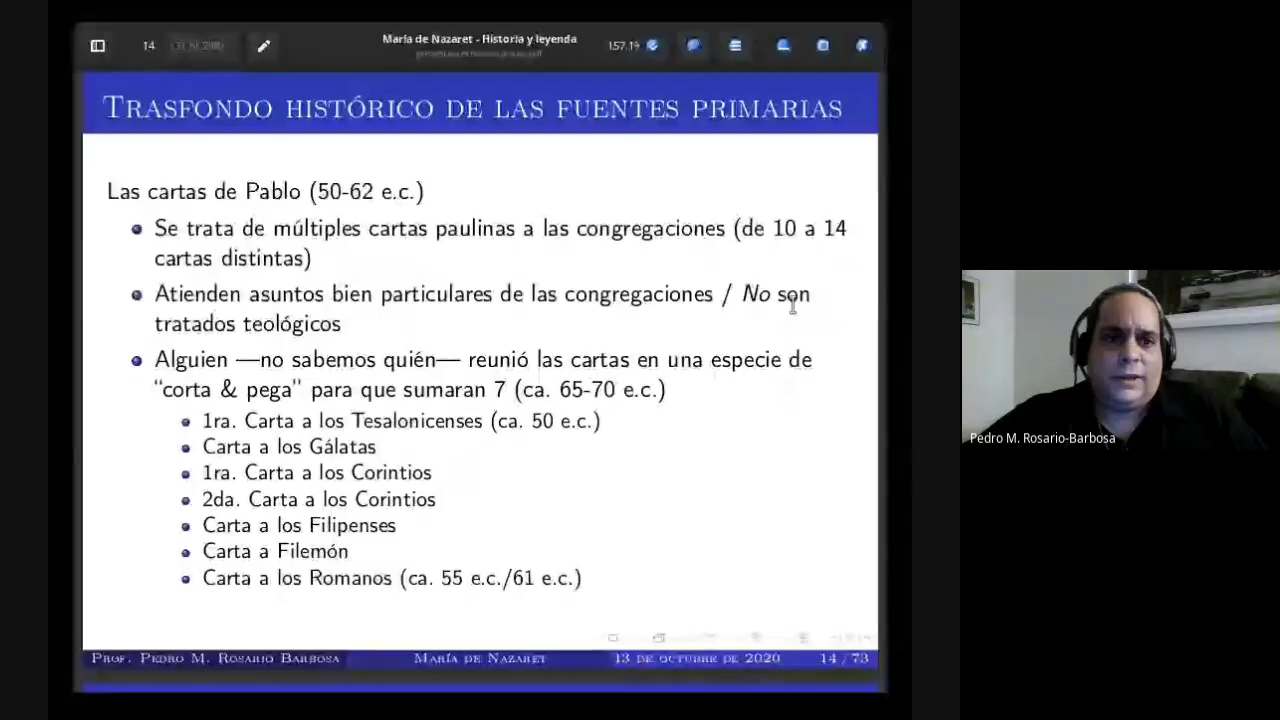 14
María de Nazaret - Historia y leyenda
TRASFONDO HISTÓRICO DE LAS FUENTES PRIMARIAS
Las cartas de Pablo (50-62 e.c.)
Se trata de múltiples cartas paulinas a las congregaciones (de 10 a 14
cartas distintas)
Atienden asuntos bien particulares de las congregaciones / No son
tratados teológicos
Alguien —no sabemos quién— reunió las cartas en una especie de
“corta & pega” para que sumaran 7 (ca. 65-70 e.c.)
1ra. Carta a los Tesalonicenses (ca. 50 e.c.)
Carta a los Gálatas
1ra. Carta a los Corintios
2da. Carta a los Corintios
Carta a los Filipenses
Carta a Filemón
Carta a los Romanos (ca. 55 e.c./61 e.c.)
PROF. PEDRO M. ROSARIO BARBOSA MARÍA DE NAZARET 13 DE OCTUBRE DE 2020 14 / 73
Pedro M. Rosario-Barbosa